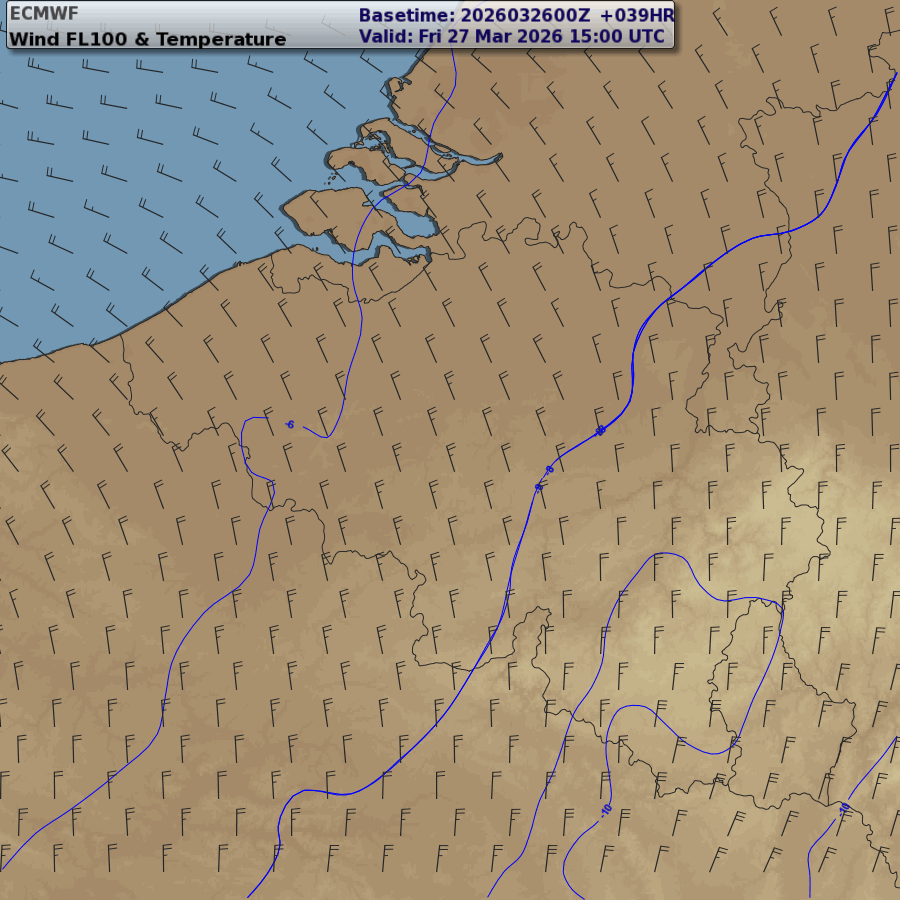 ECMWF
Basetime: 2026032600Z +039HR
Wind FL100 & Temperature
Valid: Fri 27 Mar 2026 15:00 UTC
-6
-8
-8
-10
-10